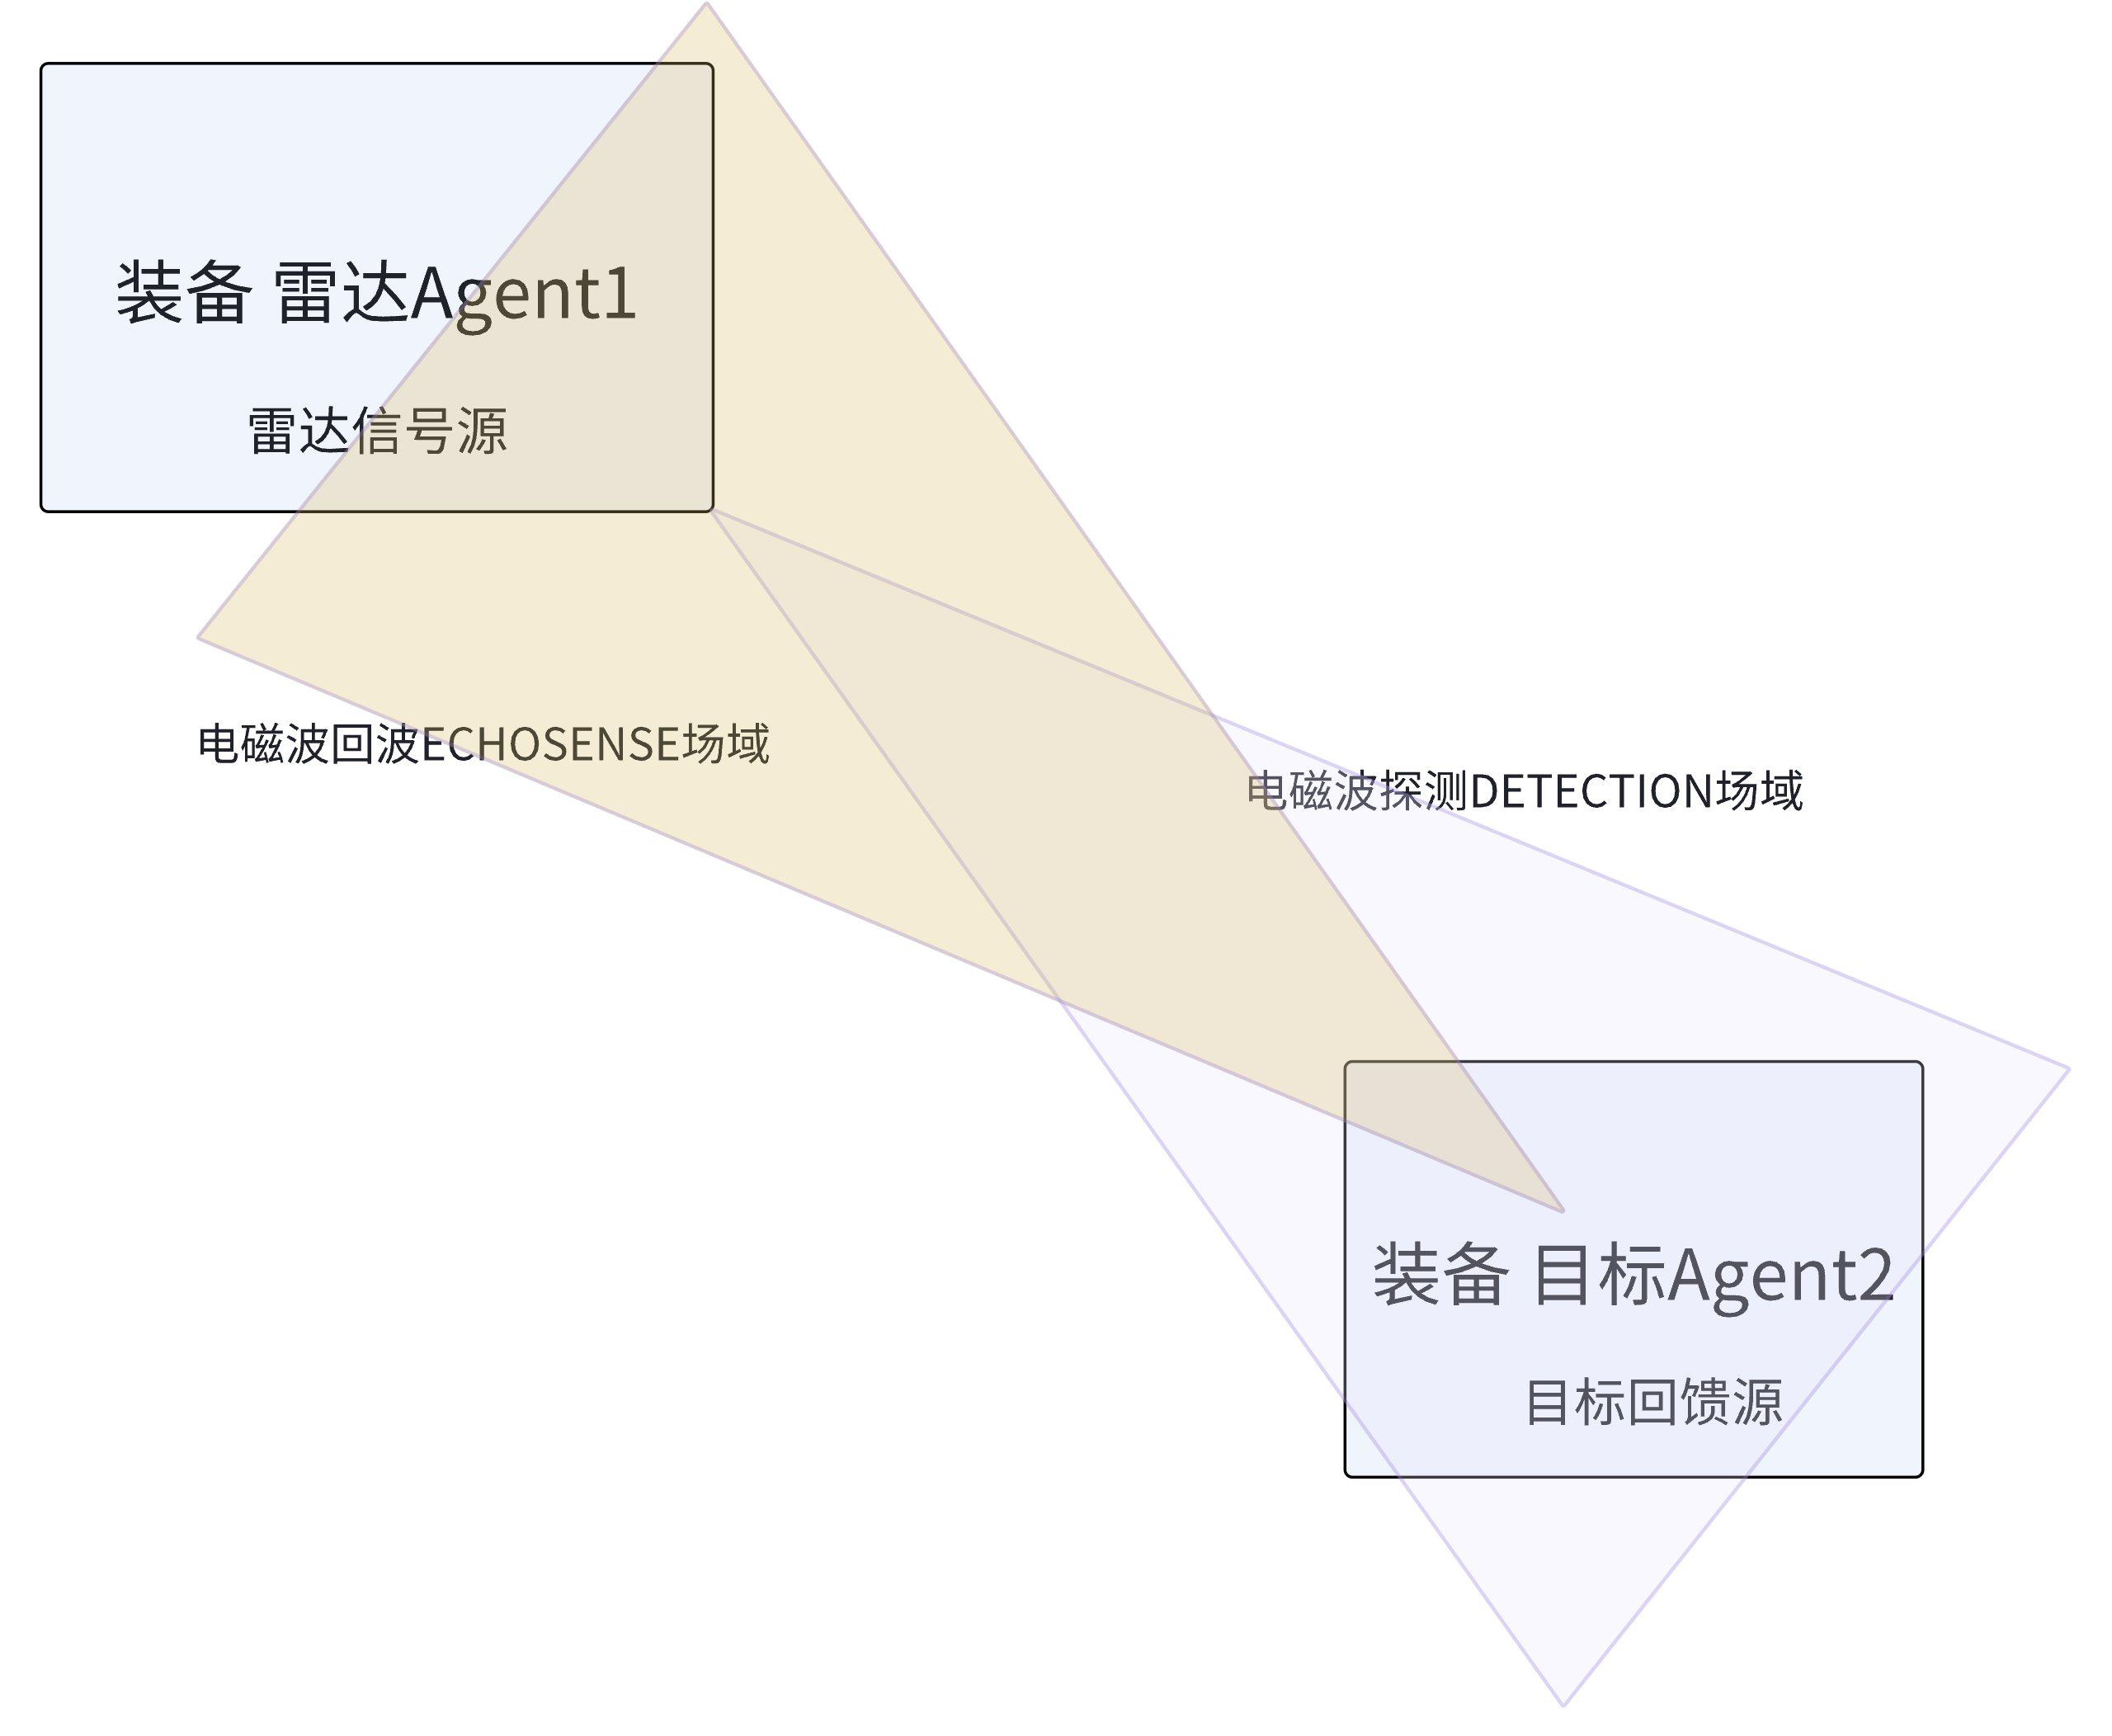 装备 雷达Agent1
雷达信号源
电磁波回波ECHOSENSE场域
电磁波探测DETECTION场域
装备 目标Agent2
目标回馈源